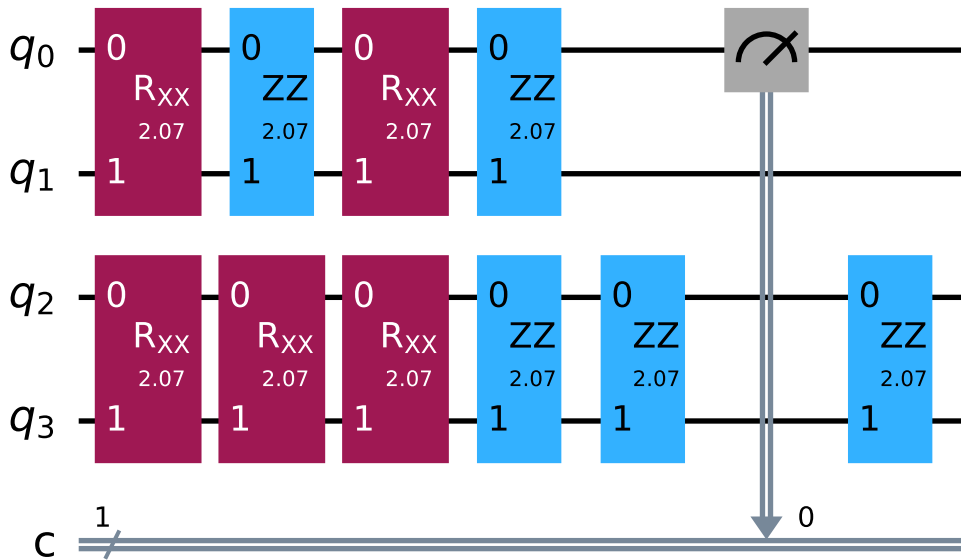 q0 0 0 0 0
RXX ZZ RXX ZZ
2.07 2.07 2.07 2.07
q1 1 1 1 1
q2 0 0 0 0 0 0
RXX RXX RXX ZZ ZZ ZZ
2.07 2.07 2.07 2.07 2.07 2.07
q3 1 1 1 1 1 1
1 0
c